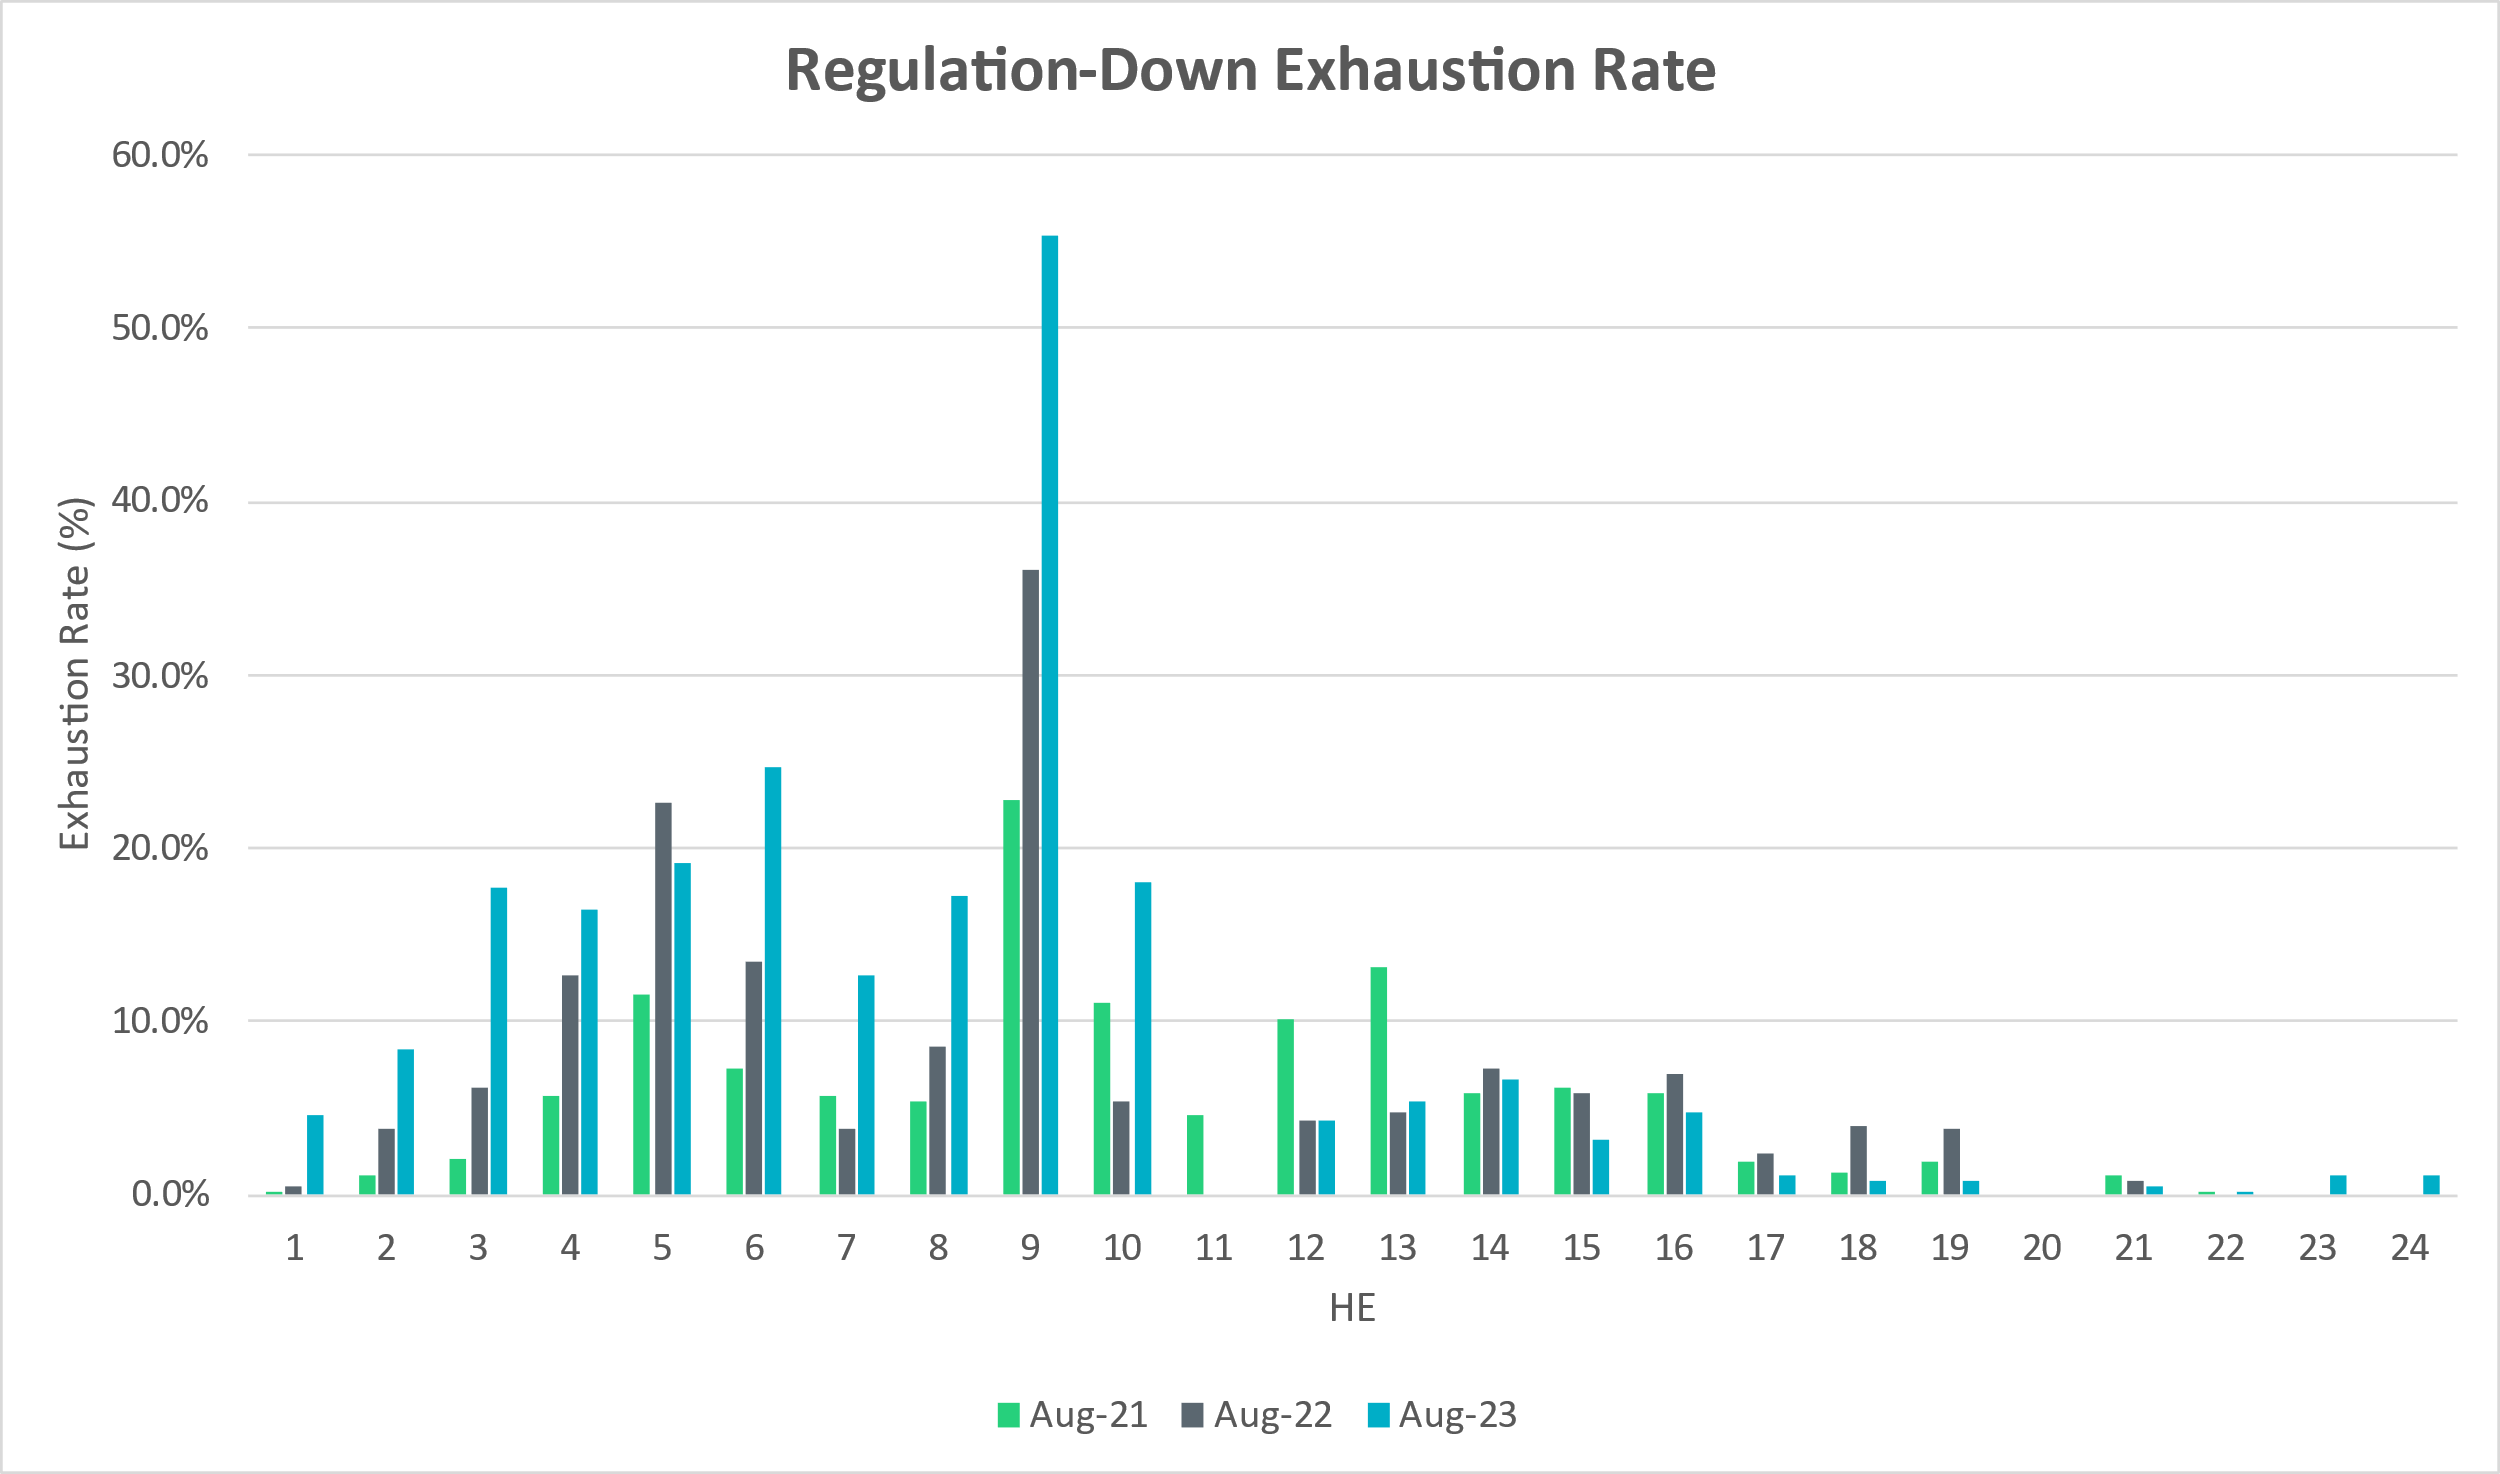 Regulation-Down Exhaustion Rate
60.0%
50.0%
40.0%
30.0%
20.0%
10.0%
0.0%
Exhaustion Rate (%)
1 2 3 4 5 6 7 8 9 10 11 12 13 14 15 16 17 18 19 20 21 22 23 24
HE
Aug-21 Aug-22 Aug-23